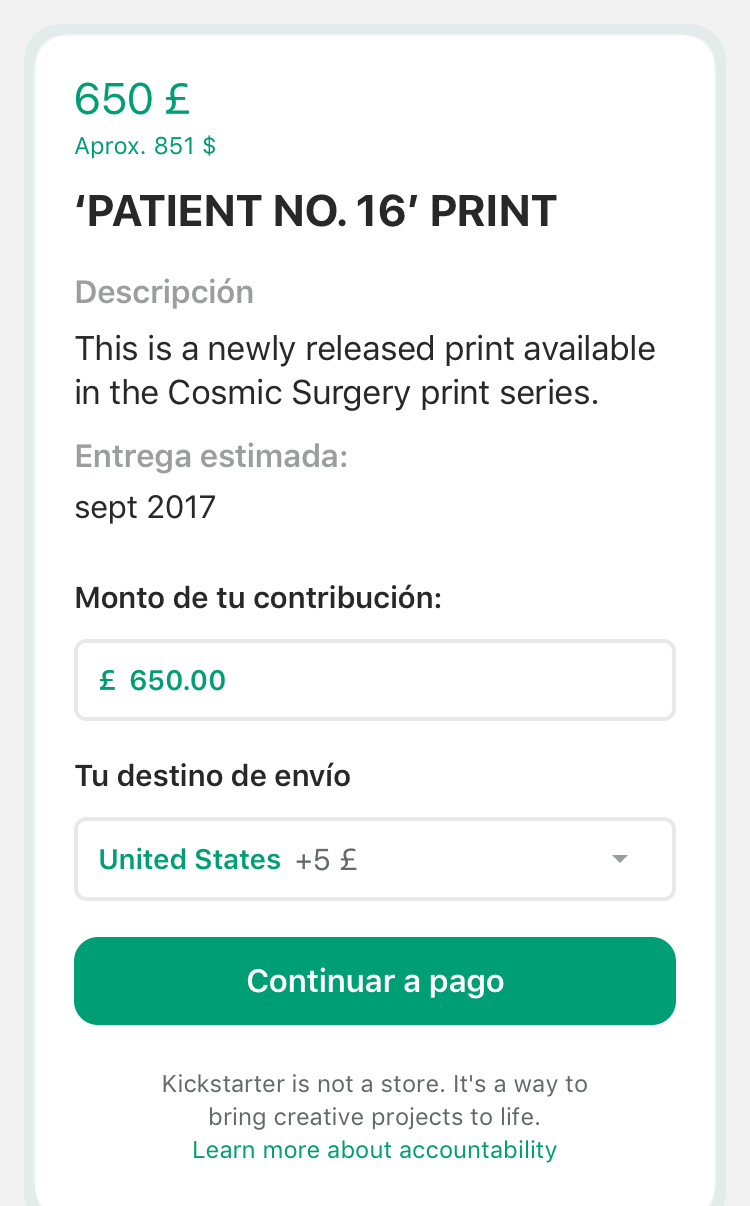 650 £
Aprox. 851 $
‘PATIENT NO. 16’ PRINT
Descripción
This is a newly released print available
in the Cosmic Surgery print series.
Entrega estimada:
sept 2017
Monto de tu contribución:
£ 650.00
Tu destino de envío
United States +5 £
Continuar a pago
Kickstarter is not a store. It's a way to
bring creative projects to life.
Learn more about accountability